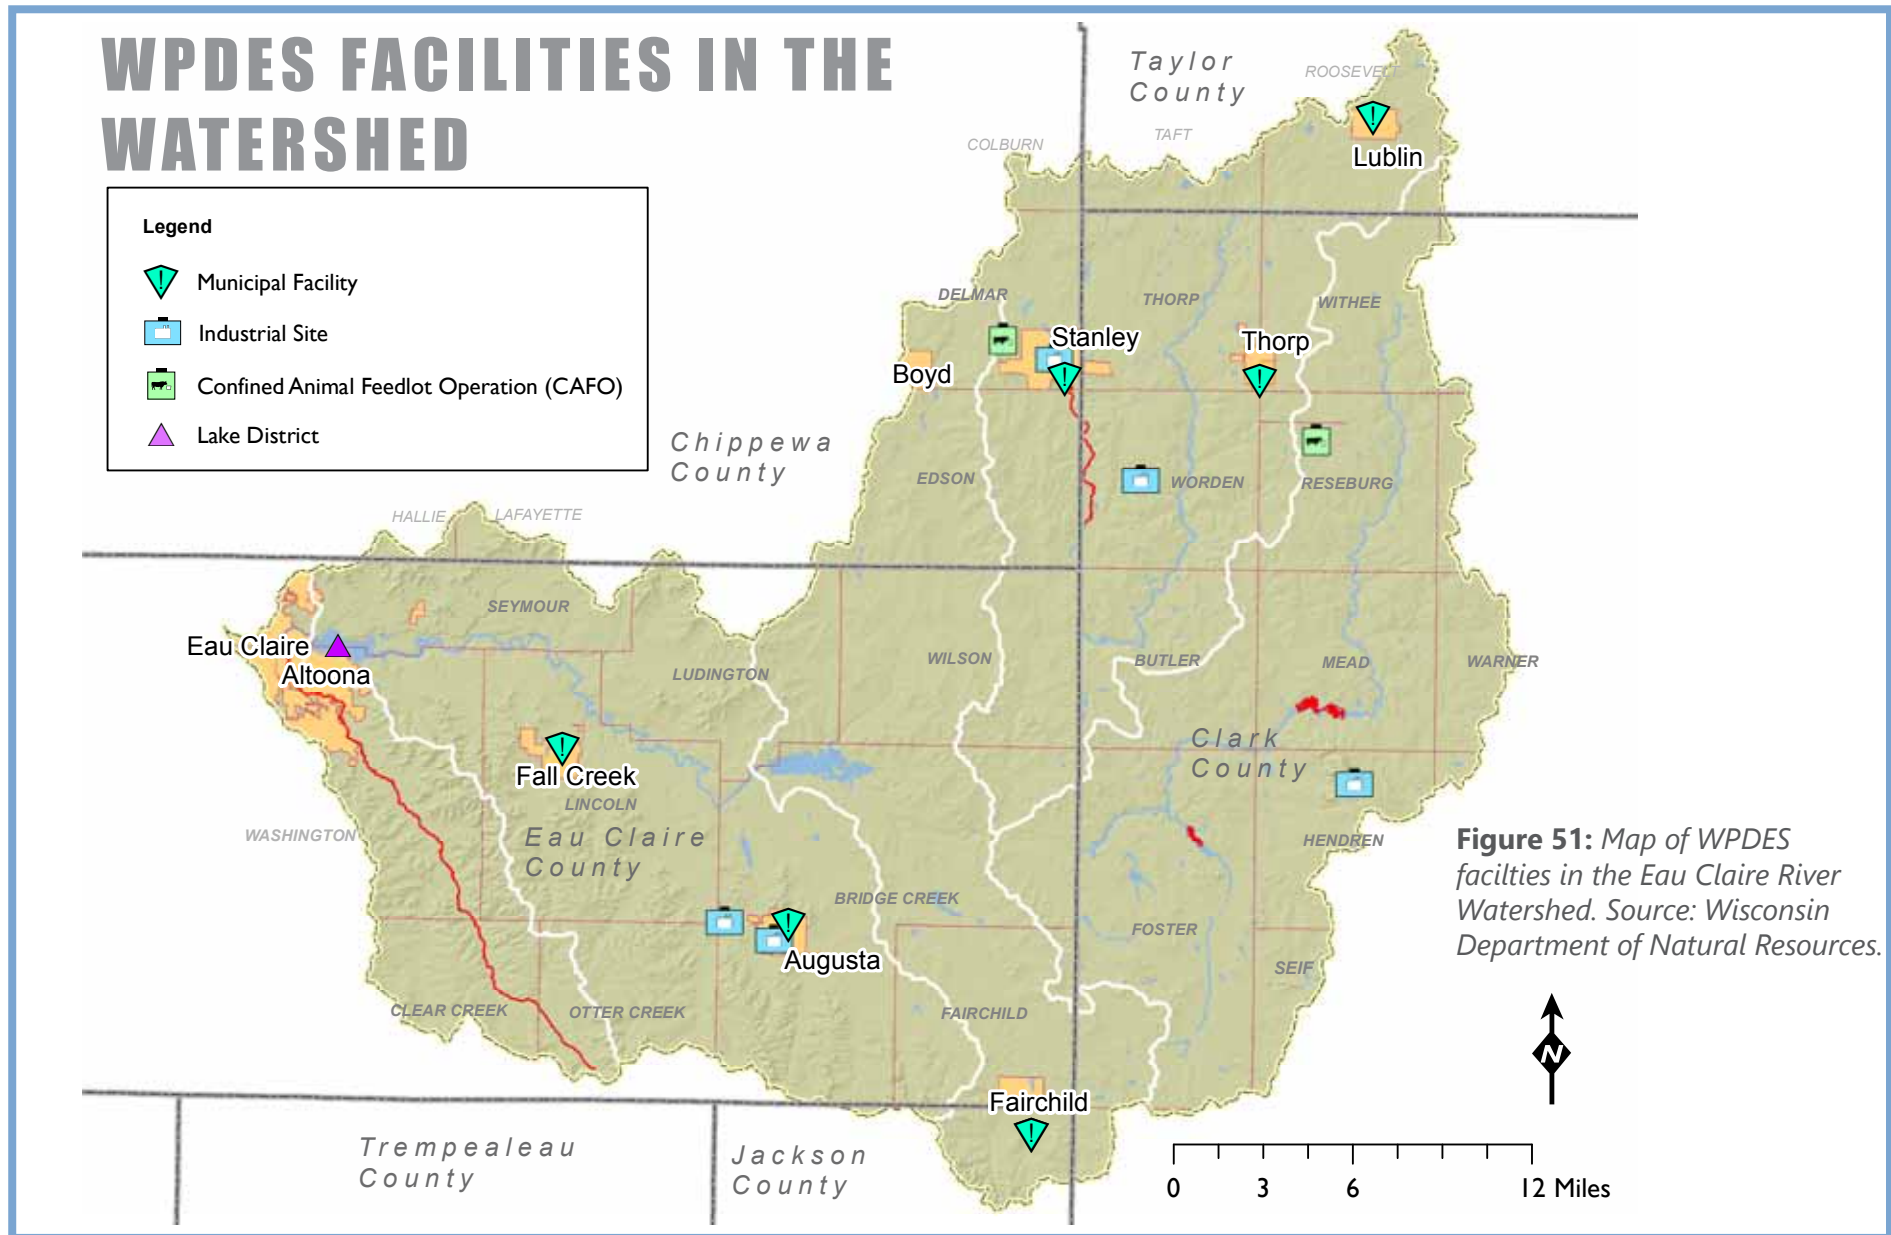 WPDES FACILITIES IN THE
WATERSHED
Legend
Municipal Facility
Industrial Site
Confined Animal Feedlot Operation (CAFO)
Lake District
Taylor
County
ROOSEVELT
COLBURN
TAFT
Lublin
DELMAR
THORP
WITHEE
Stanley
Thorp
Boyd
Chippewa
County
EDSON
WORDEN
RESEBURG
HALLIE
LAFAYETTE
SEYMOUR
Eau Claire
Altoona
LUDINGTON
WILSON
BUTLER
MEAD
WARNER
Clark
County
Fall Creek
LINCOLN
WASHINGTON
Eau Claire
County
HENDREN
BRIDGE CREEK
FOSTER
Augusta
SEIF
CLEAR CREEK
OTTER CREEK
FAIRCHILD
Fairchild
Trempealeau
County
Jackson
County
Figure 51: Map of WPDES
facilties in the Eau Claire River
Watershed. Source: Wisconsin
Department of Natural Resources.
N
0 3 6 12 Miles